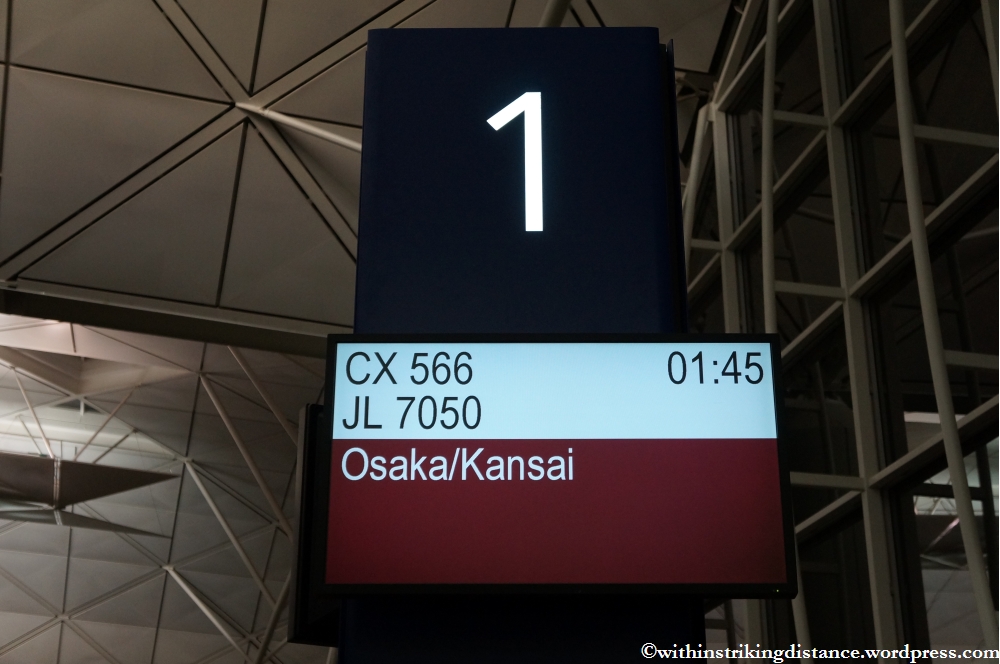 1
CX 566 01:45
JL 7050
Osaka/Kansai
©withinstrikingdistance.wordpress.com